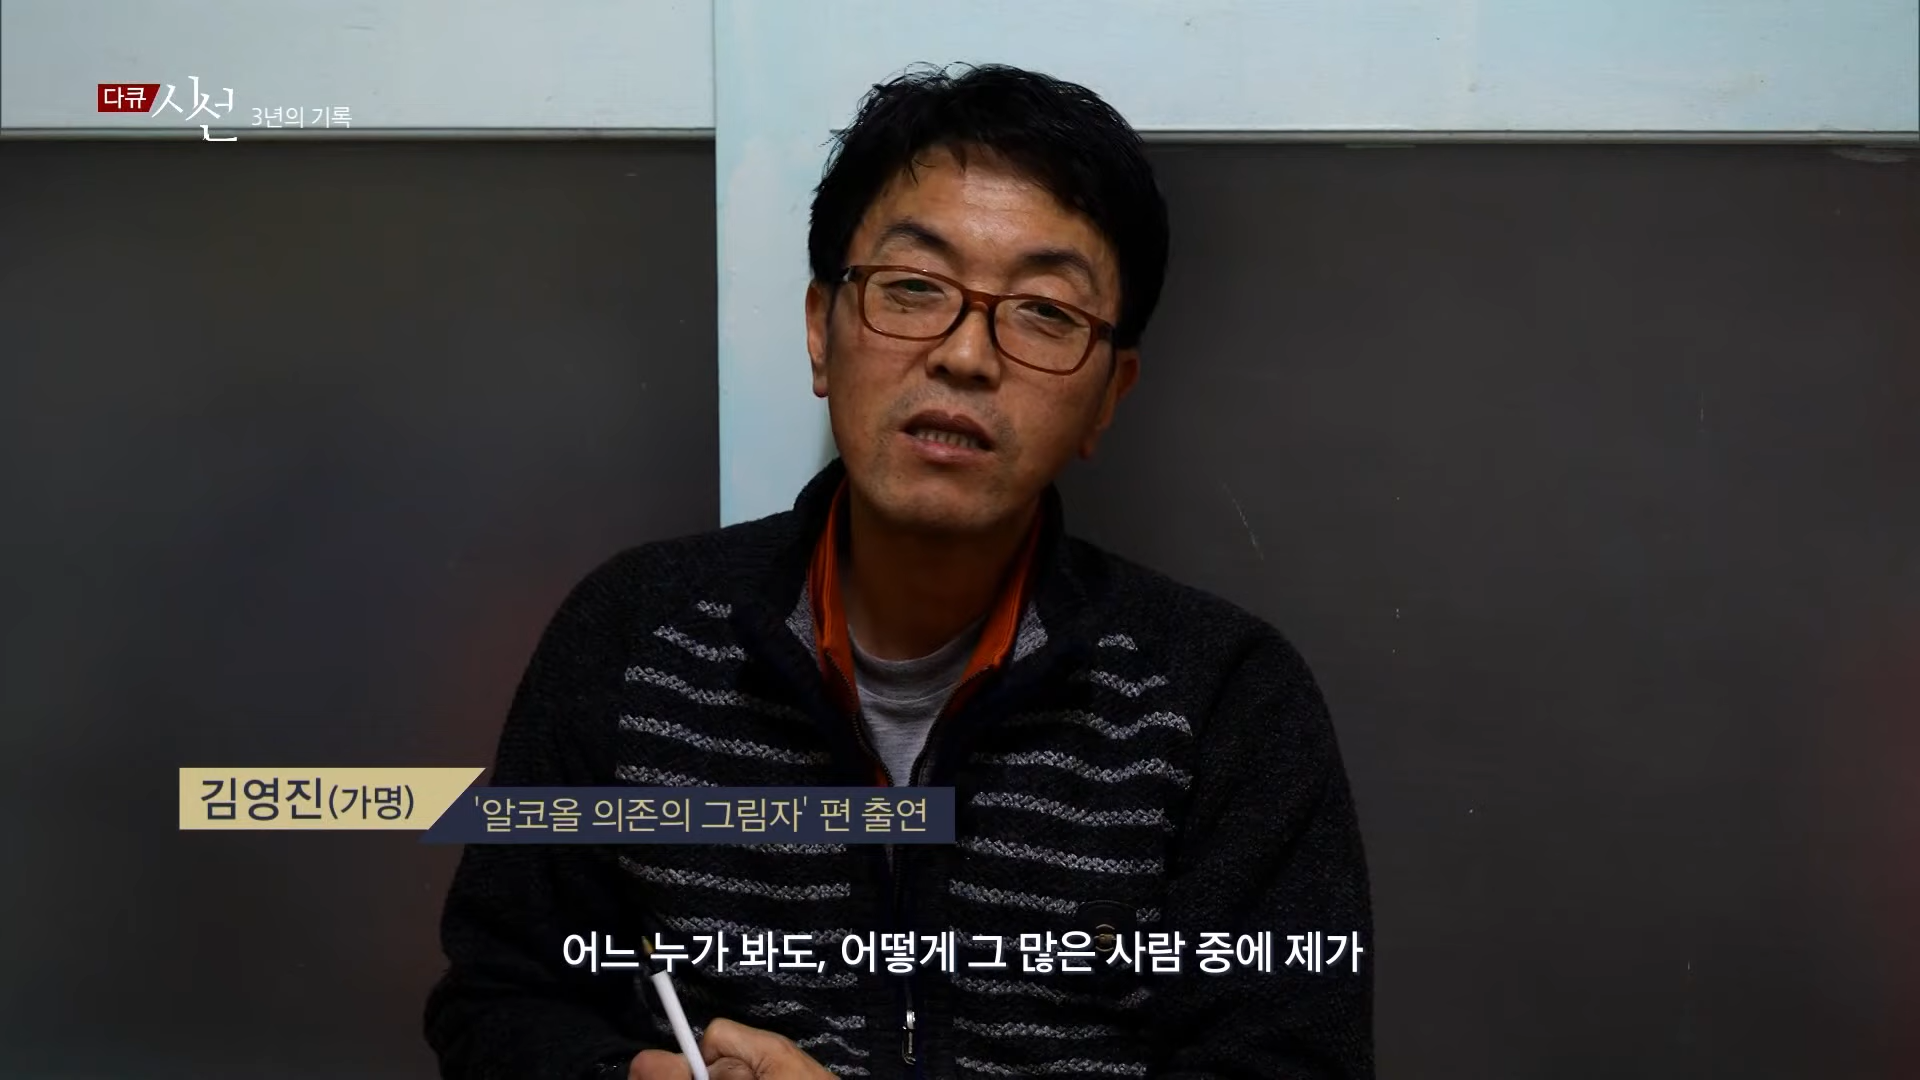 다큐 시선 3년의 기록
김영진(가명)
'알코올 의존의 그림자' 편 출연
어느 누가 봐도, 어떻게 그 많은 사람 중에 제가